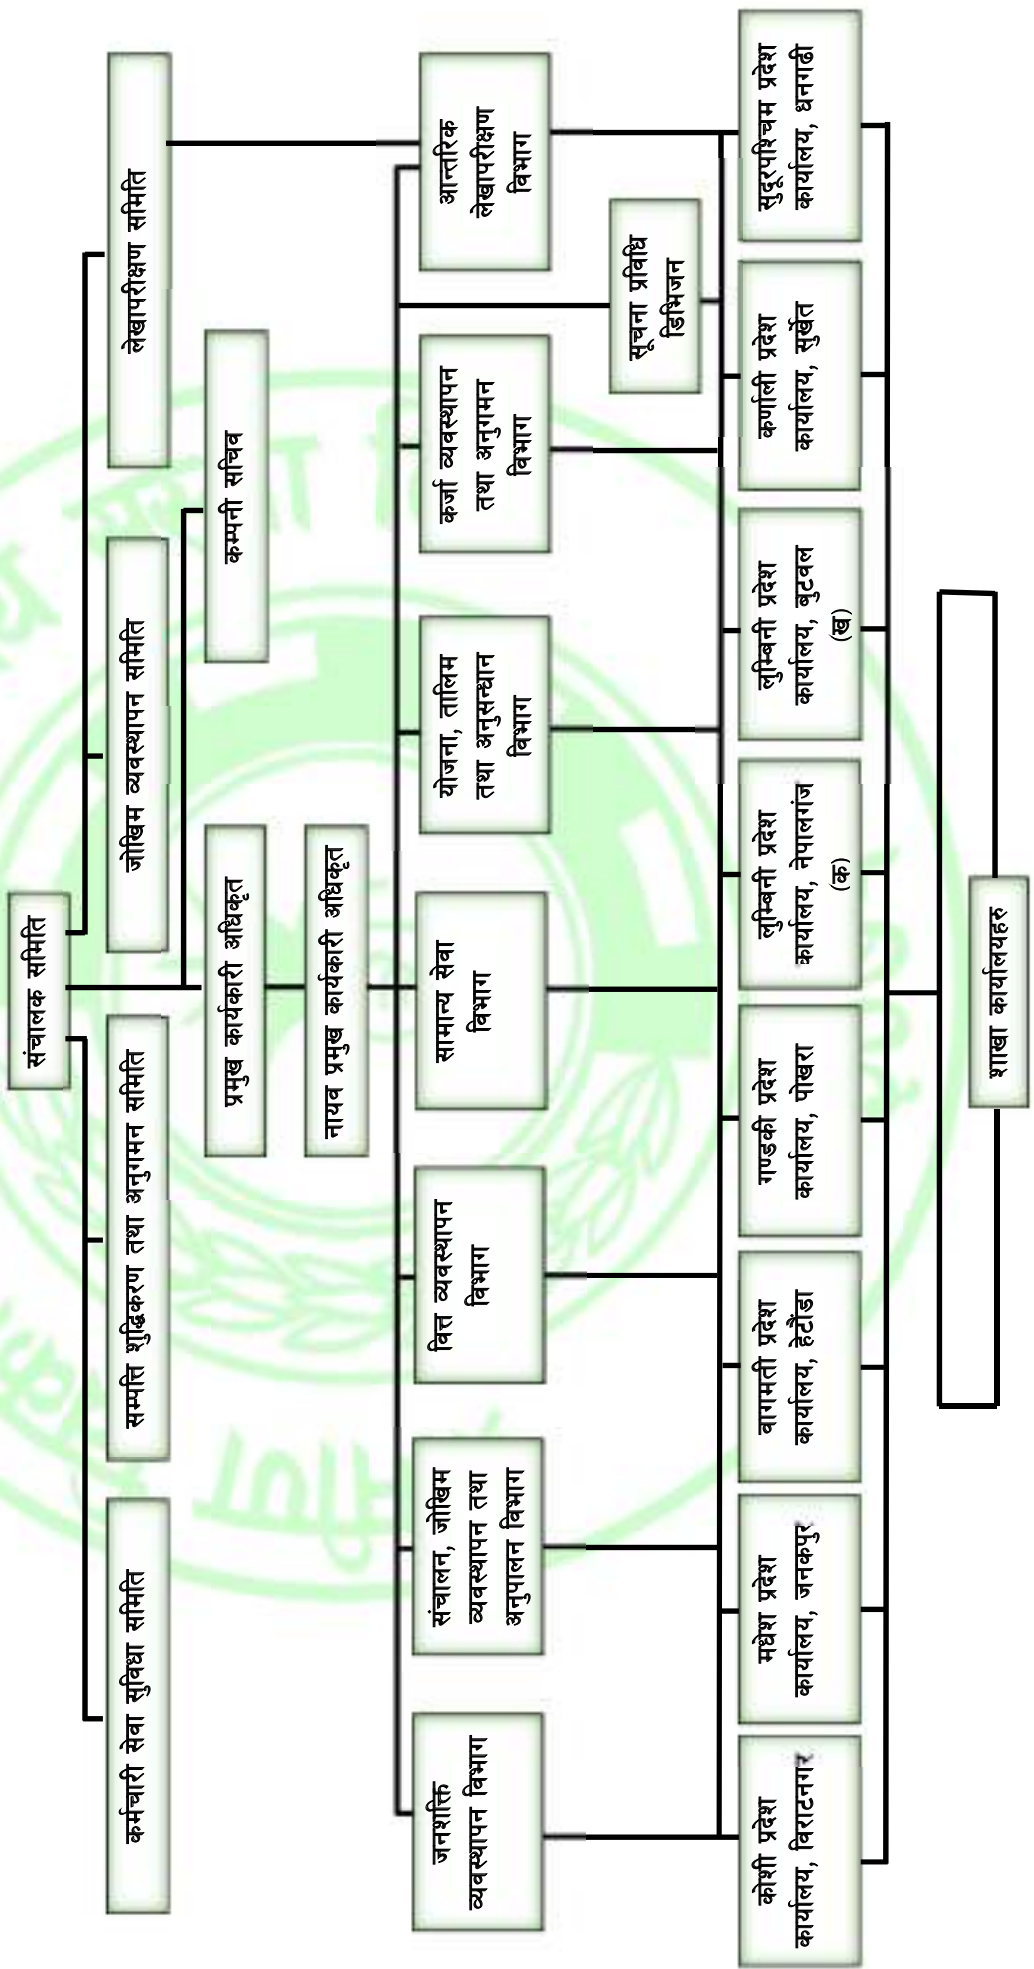 संचालक समिति
कर्मचारी सेवा सुविधा समिति
सम्पत्ति शुद्धिकरण तथा अनुगमन समिति
जोखिम व्यवस्थापन समिति
लेखापरीक्षण समिति
प्रमुख कार्यकारी अधिकृत
कम्पनी सचिव
नायव प्रमुख कार्यकारी अधिकृत
जनशक्ति
व्यवस्थापन विभाग
संचालन, जोखिम
व्यवस्थापन तथा
अनुपालन विभाग
वित्त व्यवस्थापन
विभाग
सामान्य सेवा
विभाग
योजना, तालिम
तथा अनुसन्धान
विभाग
कर्जा व्यवस्थापन
तथा अनुगमन
विभाग
आन्तरिक
लेखापरीक्षण
विभाग
सूचना प्रविधि
डिभिजन
कोशी प्रदेश
कार्यालय, विराटनगर
मधेश प्रदेश
कार्यालय, जनकपुर
वागमती प्रदेश
कार्यालय, हेटौंडा
गण्डकी प्रदेश
कार्यालय, पोखरा
लुम्बिनी प्रदेश
कार्यालय, नेपालगंज
(क)
लुम्बिनी प्रदेश
कार्यालय, बुटवल
(ख)
कर्णाली प्रदेश
कार्यालय, सुर्खेत
सुदूरपश्चिम प्रदेश
कार्यालय, धनगढी
शाखा कार्यालयहरु